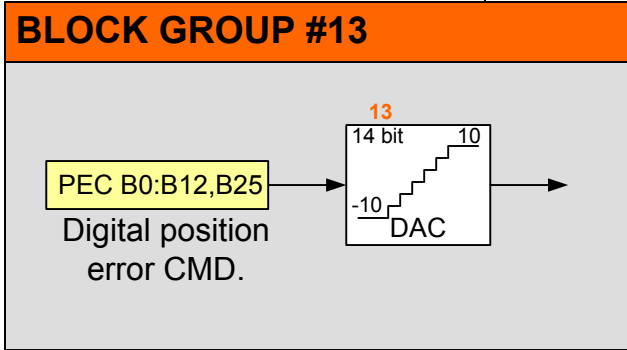 BLOCK GROUP #13
13
14 bit 10
PEC B0:B12,B25
-10
DAC
Digital position
error CMD.